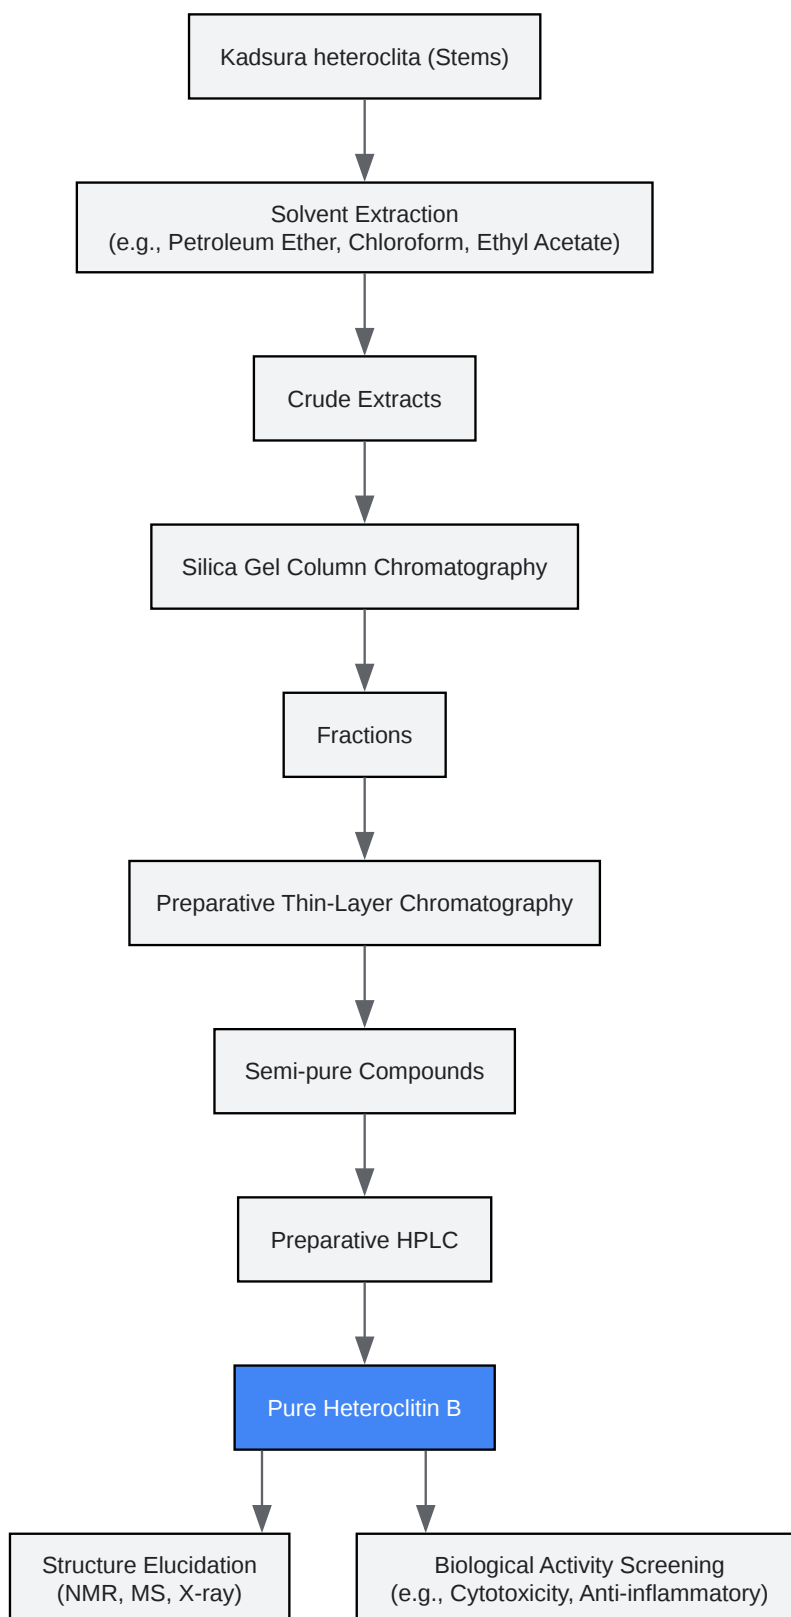 Kadsura heteroclita (Stems)
Solvent Extraction
(e.g., Petroleum Ether, Chloroform, Ethyl Acetate)
Crude Extracts
Silica Gel Column Chromatography
Fractions
Preparative Thin-Layer Chromatography
Semi-pure Compounds
Preparative HPLC
Pure Heteroclitin B
Structure Elucidation
(NMR, MS, X-ray)
Biological Activity Screening
(e.g., Cytotoxicity, Anti-inflammatory)